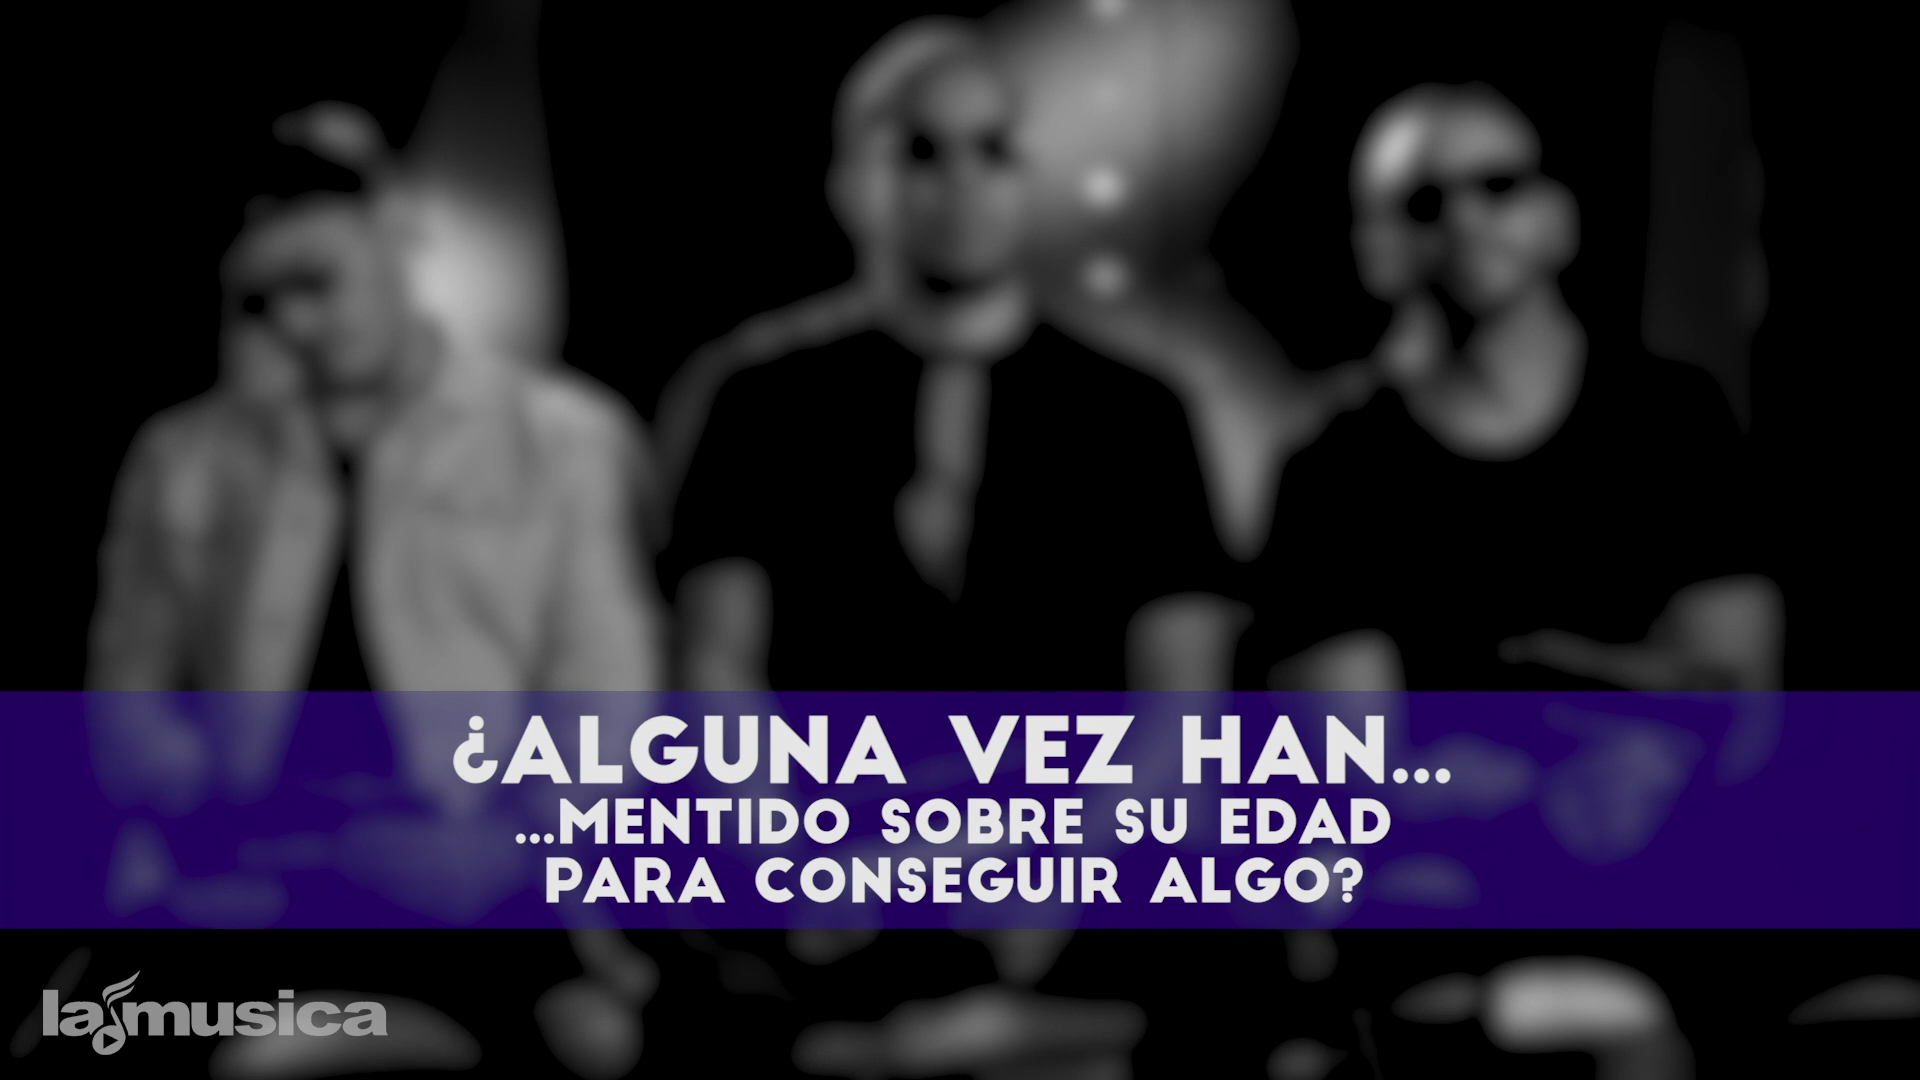 ¿ALGUNA VEZ HAN...
...MENTIDO SOBRE SU EDAD
PARA CONSEGUIR ALGO?
lamusica